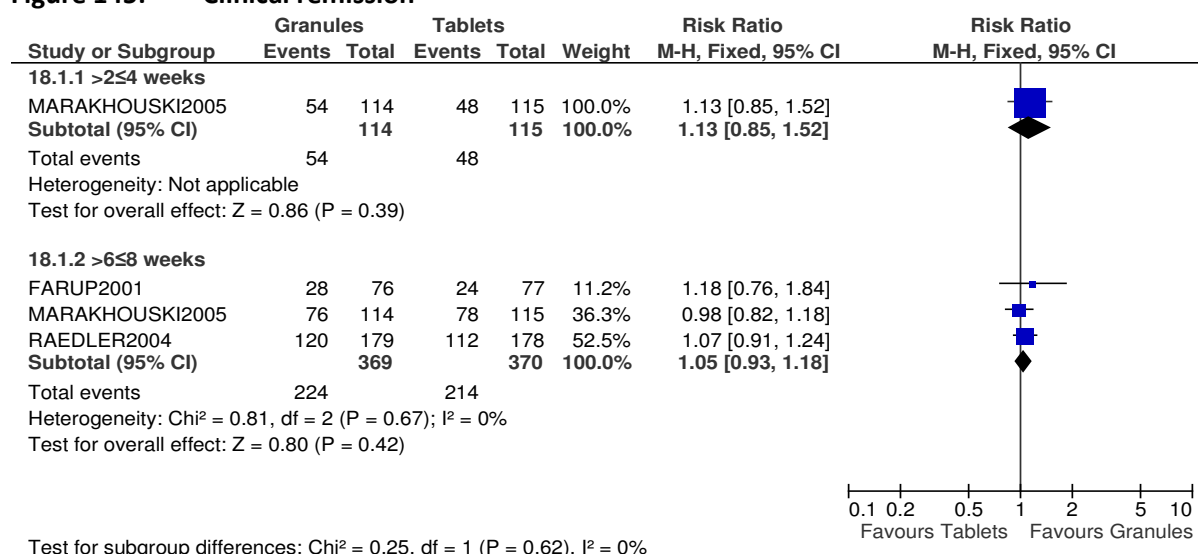 Granules Tablets Risk Ratio Risk Ratio
Study or Subgroup Events Total Events Total Weight M-H, Fixed, 95% CI M-H, Fixed, 95% CI
18.1.1 >2≤4 weeks
MARAKHOUSKI2005 54 114 48 115 100.0% 1.13 [0.85, 1.52]
Subtotal (95% CI) 114 115 100.0% 1.13 [0.85, 1.52]
Total events 54 48
Heterogeneity: Not applicable
Test for overall effect: Z = 0.86 (P = 0.39)
18.1.2 >6≤8 weeks
FARUP2001 28 76 24 77 11.2% 1.18 [0.76, 1.84]
MARAKHOUSKI2005 76 114 78 115 36.3% 0.98 [0.82, 1.18]
RAEDLER2004 120 179 112 178 52.5% 1.07 [0.91, 1.24]
Subtotal (95% CI) 369 370 100.0% 1.05 [0.93, 1.18]
Total events 224 214
Heterogeneity: Chi² = 0.81, df = 2 (P = 0.67); I² = 0%
Test for overall effect: Z = 0.80 (P = 0.42)
0.1 0.2 0.5 1 2 5 10
Favours Tablets Favours Granules
Test for subgroup differences: Chi² = 0.25, df = 1 (P = 0.62), I² = 0%